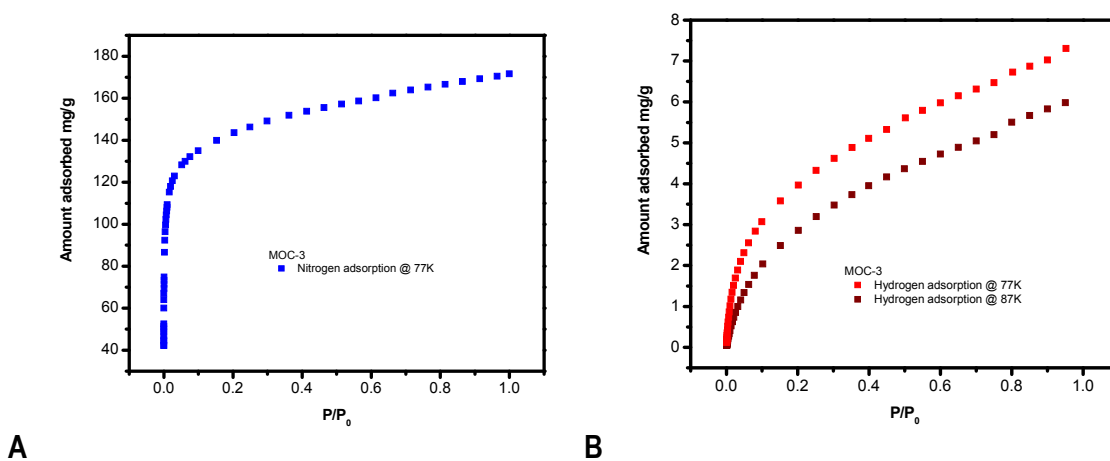 Amount adsorbed mg/g
180
160
140
120
100
80
60
40
MOC-3
Nitrogen adsorption @ 77K
0.0 0.2 0.4 0.6 0.8 1.0
P/P₀
A
Amount adsorbed mg/g
8
7
6
5
4
3
2
1
0
MOC-3
Hydrogen adsorption @ 77K
Hydrogen adsorption @ 87K
0.0 0.2 0.4 0.6 0.8 1.0
P/P₀
B